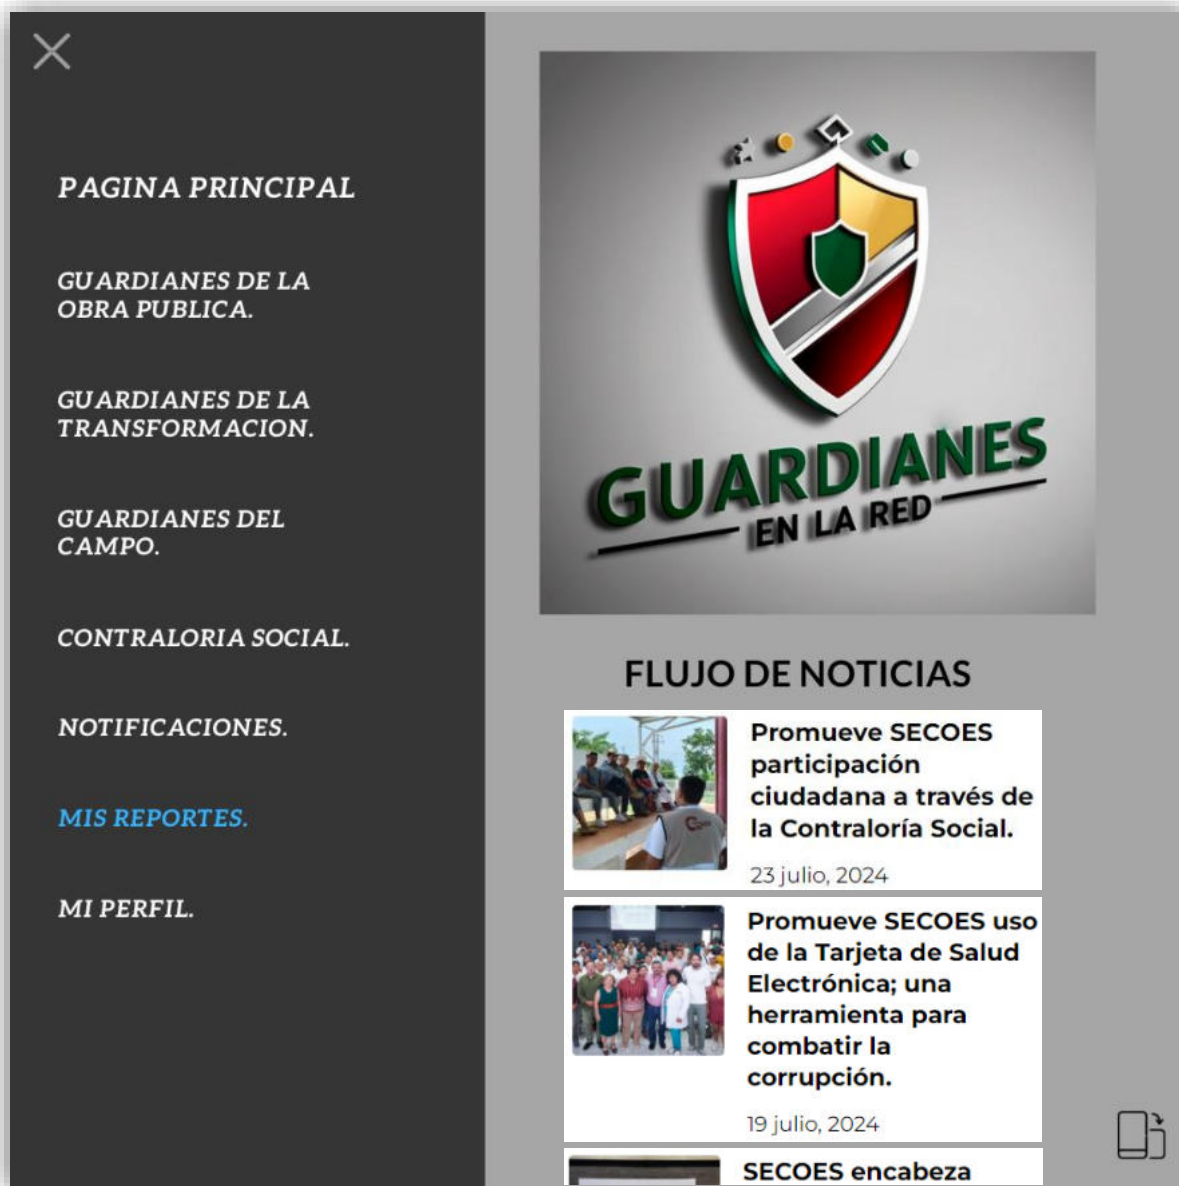 PAGINA PRINCIPAL
GUARDIANES DE LA
OBRA PUBLICA.
GUARDIANES DE LA
TRANSFORMACION.
GUARDIANES DEL
CAMPO.
CONTRALORIA SOCIAL.
NOTIFICACIONES.
MIS REPORTES.
MI PERFIL.
GUARDIANES
EN LA RED
FLUJO DE NOTICIAS
Promueve SECOES
participación
ciudadana a través de
la Contraloría Social.
23 julio, 2024
Promueve SECOES uso
de la Tarjeta de Salud
Electrónica; una
herramienta para
combatir la
corrupción.
19 julio, 2024
SECOES encabeza